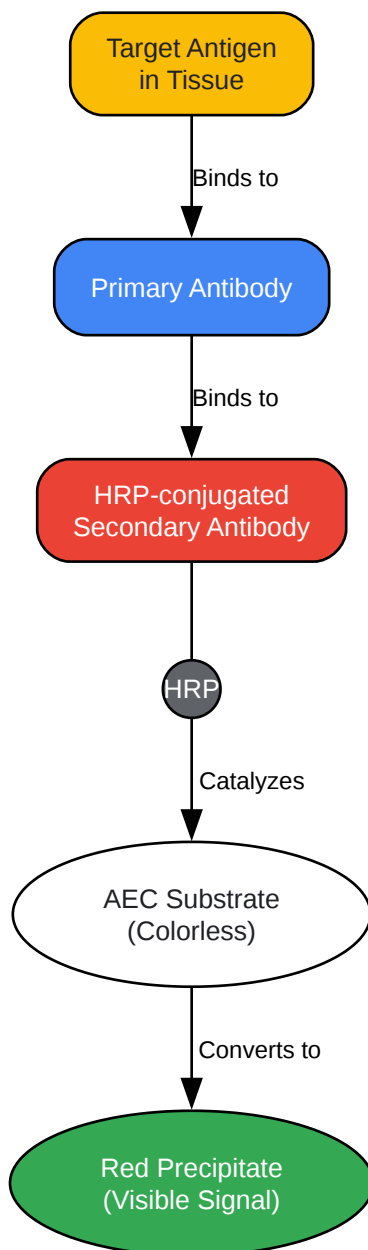 Target Antigen
in Tissue
Binds to
Primary Antibody
Binds to
HRP-conjugated
Secondary Antibody
HRP
Catalyzes
AEC Substrate
(Colorless)
Converts to
Red Precipitate
(Visible Signal)